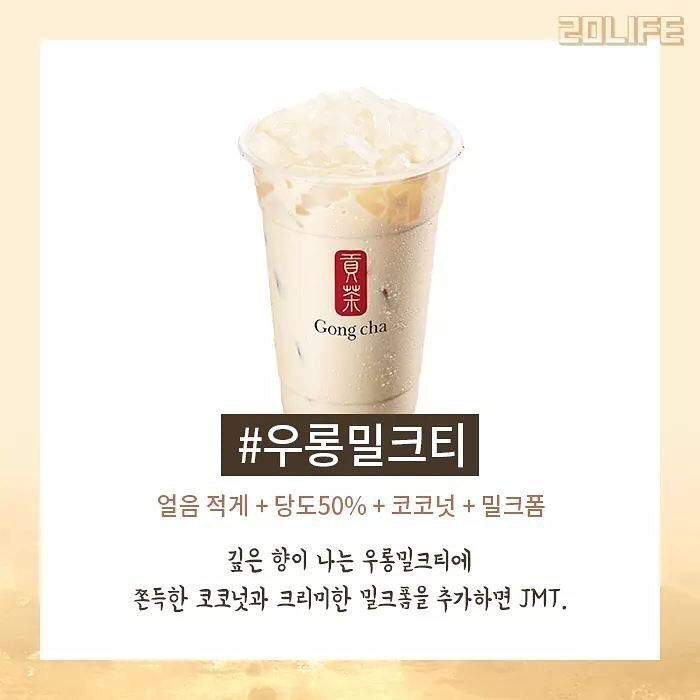 20LIFE
貢茶
Gong cha
#우롱밀크티
얼음 적게 + 당도50% + 코코넛 + 밀크폼
깊은 향이 나는 우롱밀크티에
쫀득한 코코넛과 크리미한 밀크폼을 추가하면 JMT.